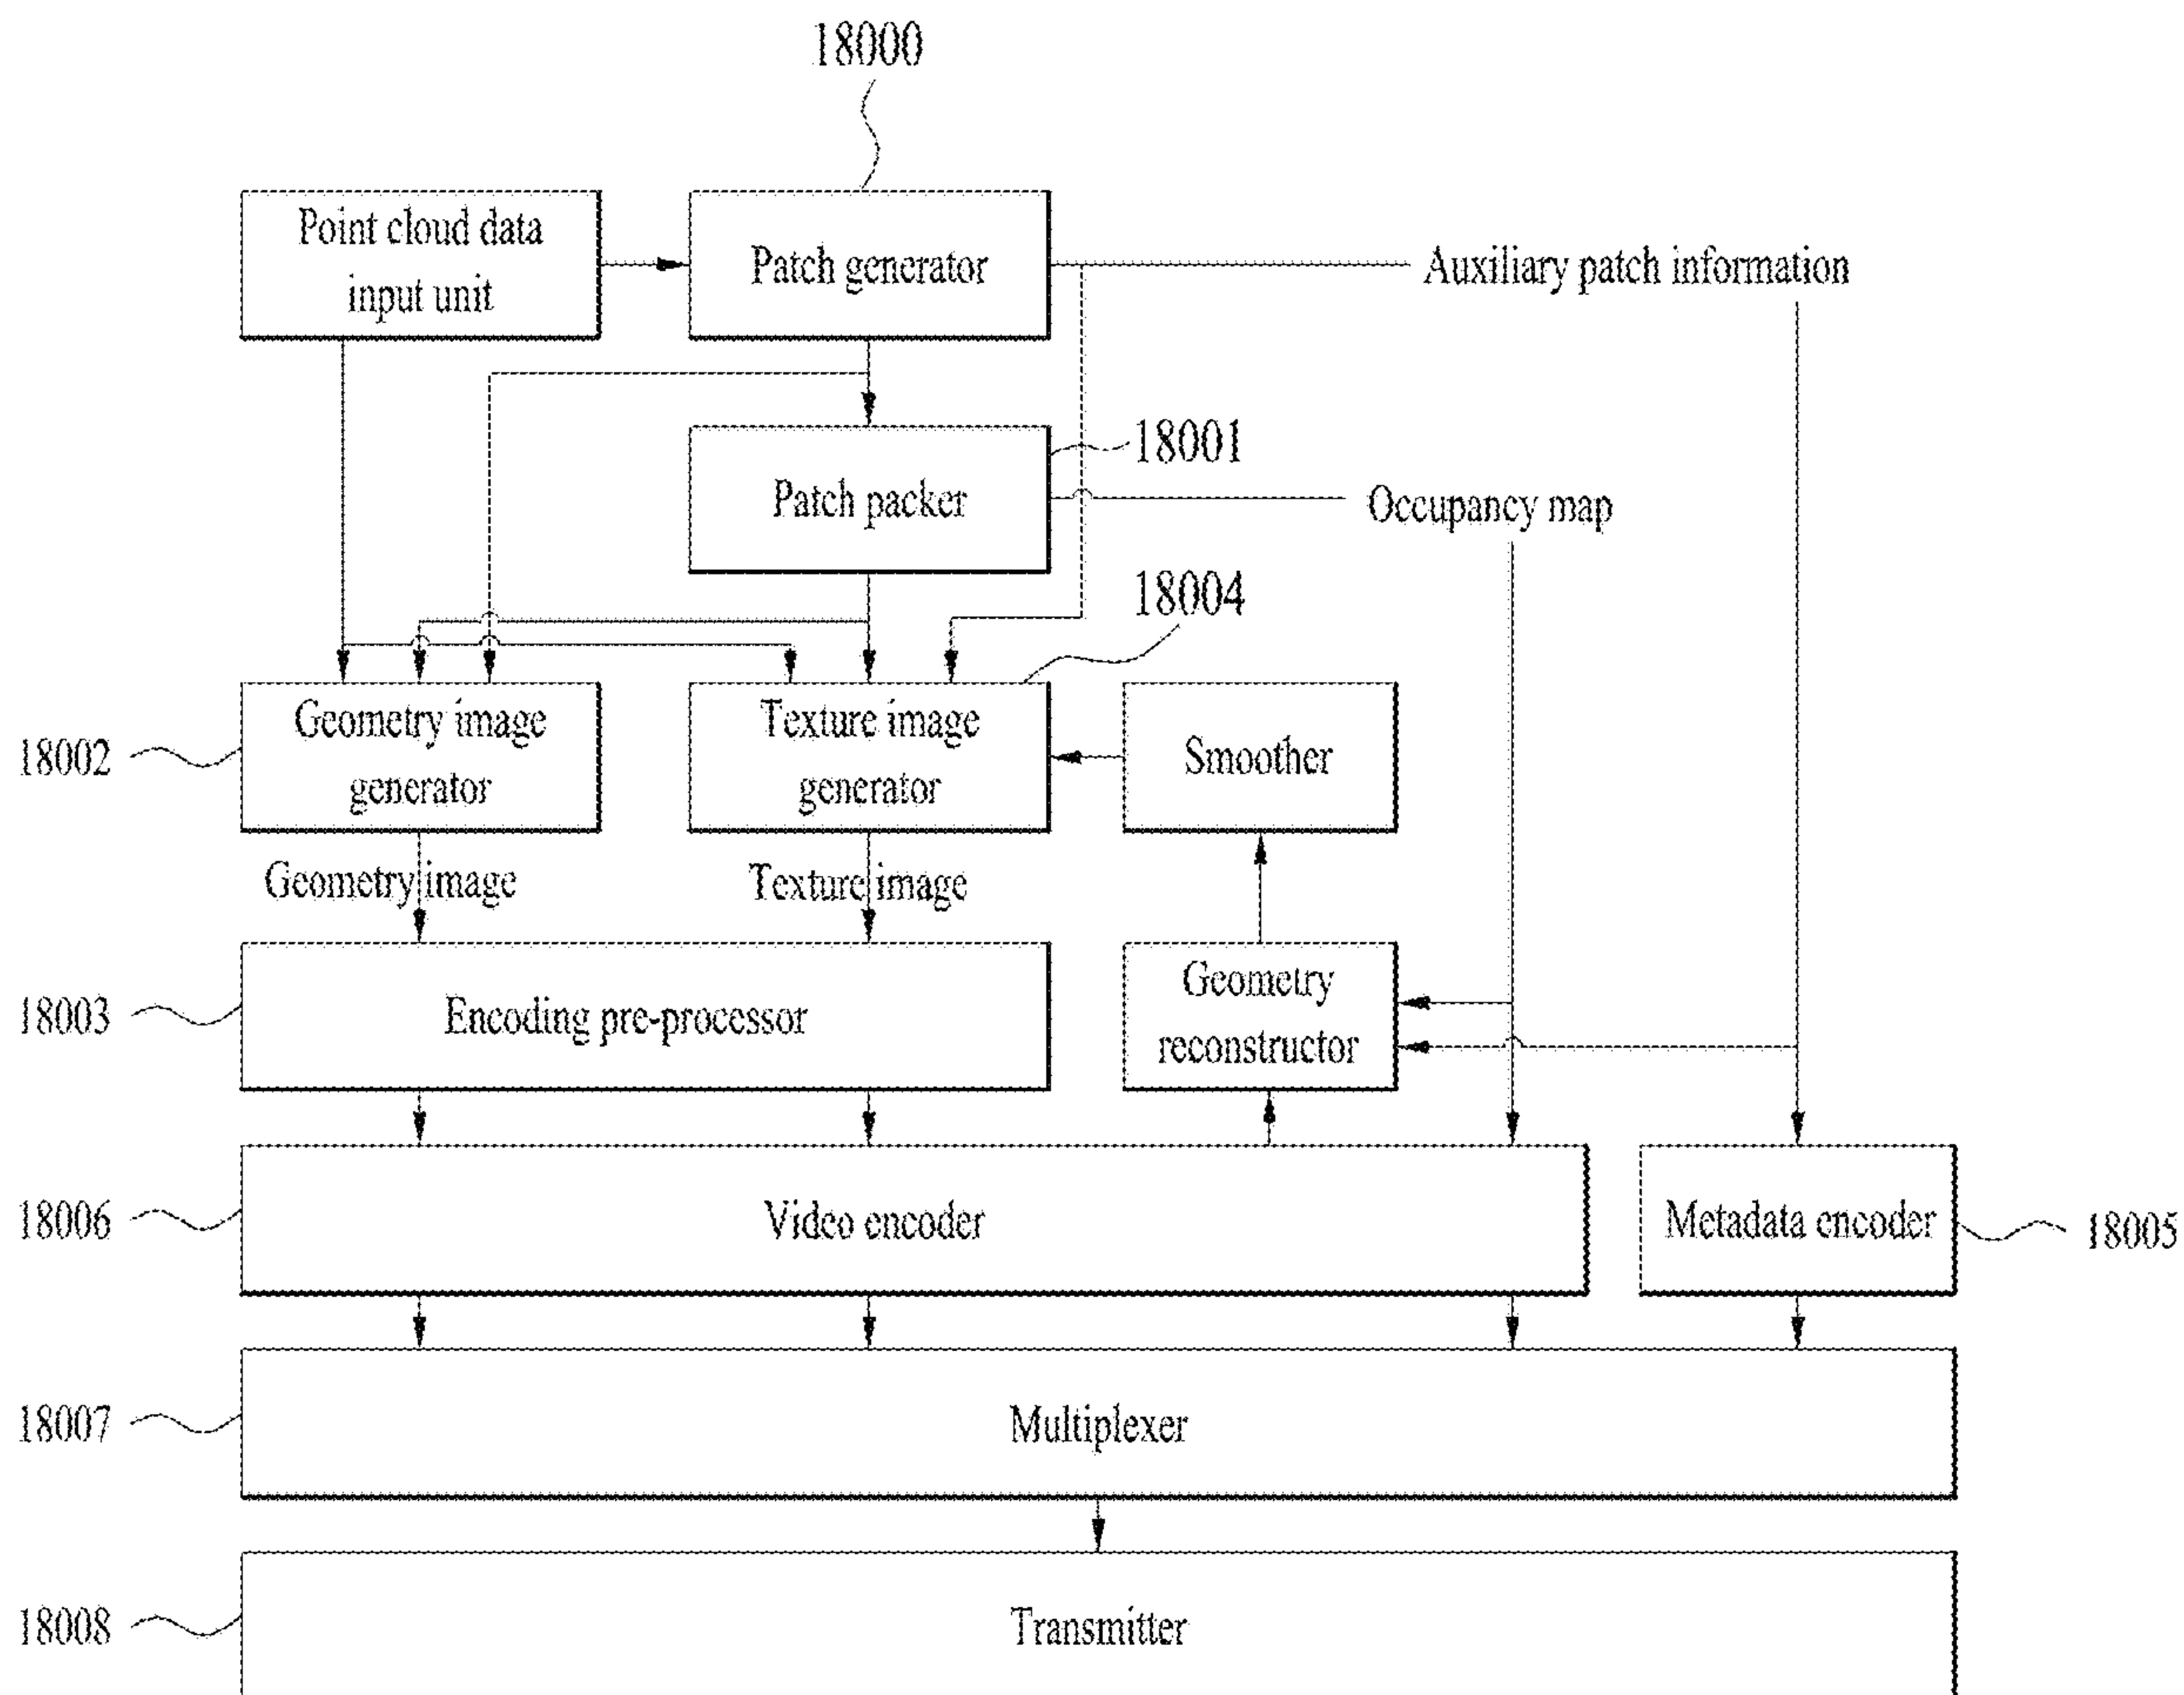 18000
Point cloud data
input unit
Patch generator
Auxiliary patch information
18001
Patch packer
Occupancy map
18004
18002
Geometry image
generator
Texture image
generator
Smoother
Geometry image
Texture image
18003
Encoding pre-processor
Geometry
reconstructor
18006
Video encoder
Metadata encoder
18005
18007
Multiplexer
18008
Transmitter